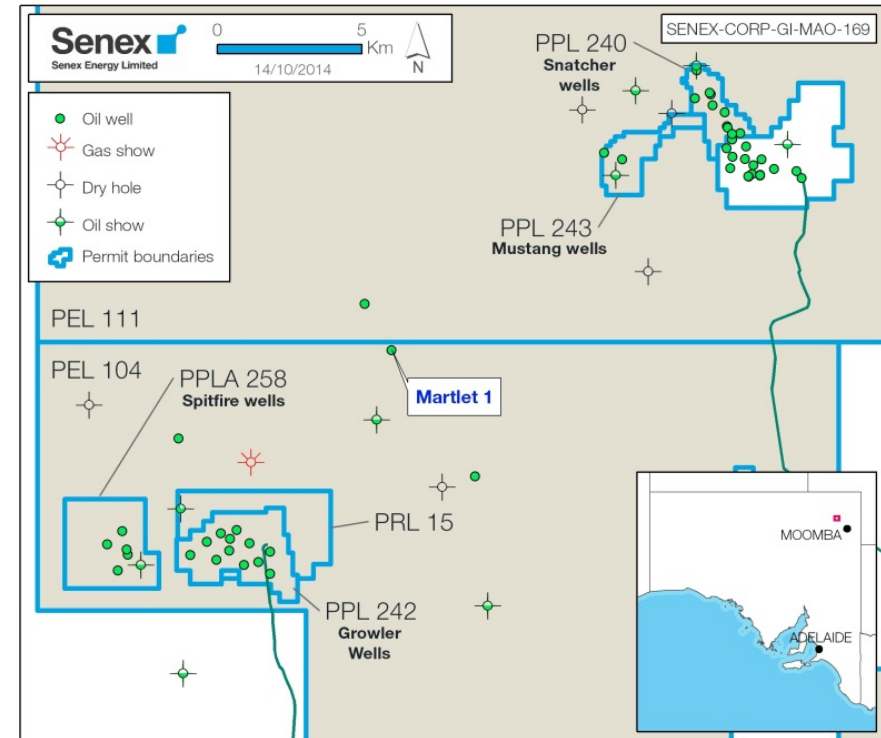 Senex
Senex Energy Limited
0 5
Km
14/10/2014
N
SENEX-CORP-GI-MAO-169
Oil well
Gas show
Dry hole
Oil show
Permit boundaries
PPL 240
Snatcher
wells
PPL 243
Mustang wells
PEL 111
PEL 104
PPLA 258
Spitfire wells
Martlet 1
PRL 15
PPL 242
Growler
Wells
MOOMBA
ADELAIDE